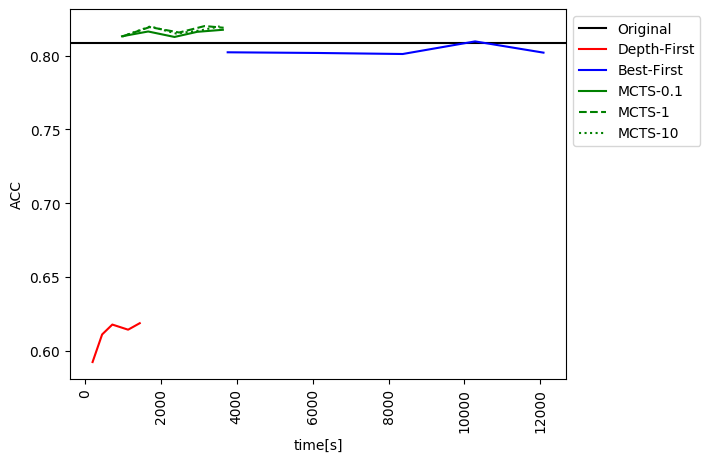 Original
Depth-First
Best-First
MCTS-0.1
MCTS-1
MCTS-10
ACC
0.80
0.75
0.70
0.65
0.60
0
2000
4000
6000
8000
10000
12000
time[s]